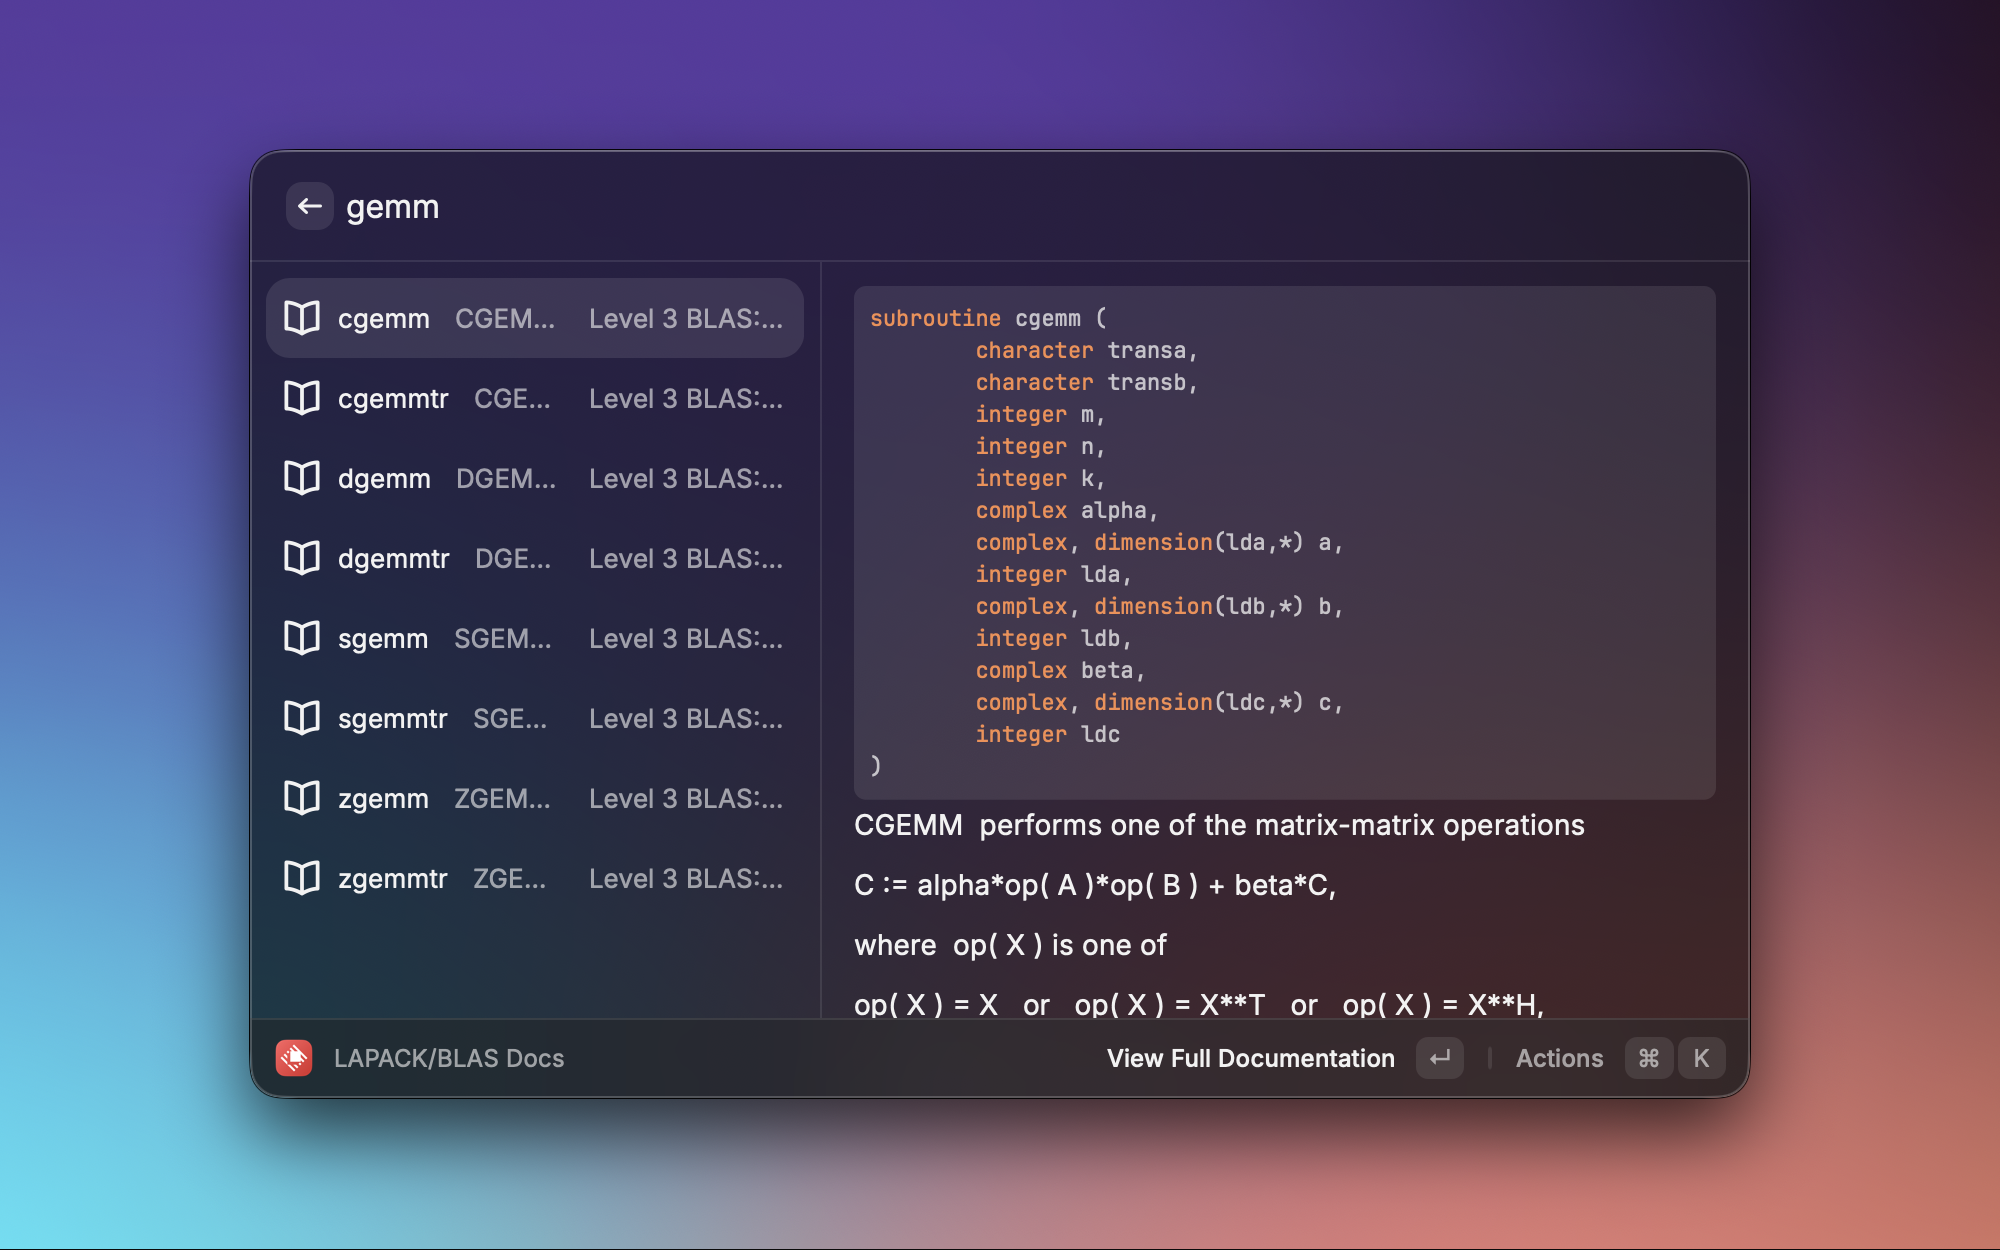 gemm
cgemm CGEM... Level 3 BLAS:...
cgemmtr CGE... Level 3 BLAS:...
dgemm DGEM... Level 3 BLAS:...
dgemmtr DGE... Level 3 BLAS:...
sgemm SGEM... Level 3 BLAS:...
sgemmtr SGE... Level 3 BLAS:...
zgemm ZGEM... Level 3 BLAS:...
zgemmtr ZGE... Level 3 BLAS:...
subroutine cgemm (
        character transa,
        character transb,
        integer m,
        integer n,
        integer k,
        complex alpha,
        complex, dimension(lda,*) a,
        integer lda,
        complex, dimension(ldb,*) b,
        integer ldb,
        complex beta,
        complex, dimension(ldc,*) c,
        integer ldc
)
CGEMM  performs one of the matrix-matrix operations
C := alpha*op( A )*op( B ) + beta*C,
where  op( X ) is one of
op( X ) = X   or   op( X ) = X**T   or   op( X ) = X**H,
LAPACK/BLAS Docs
View Full Documentation ↵ Actions ⌘ K